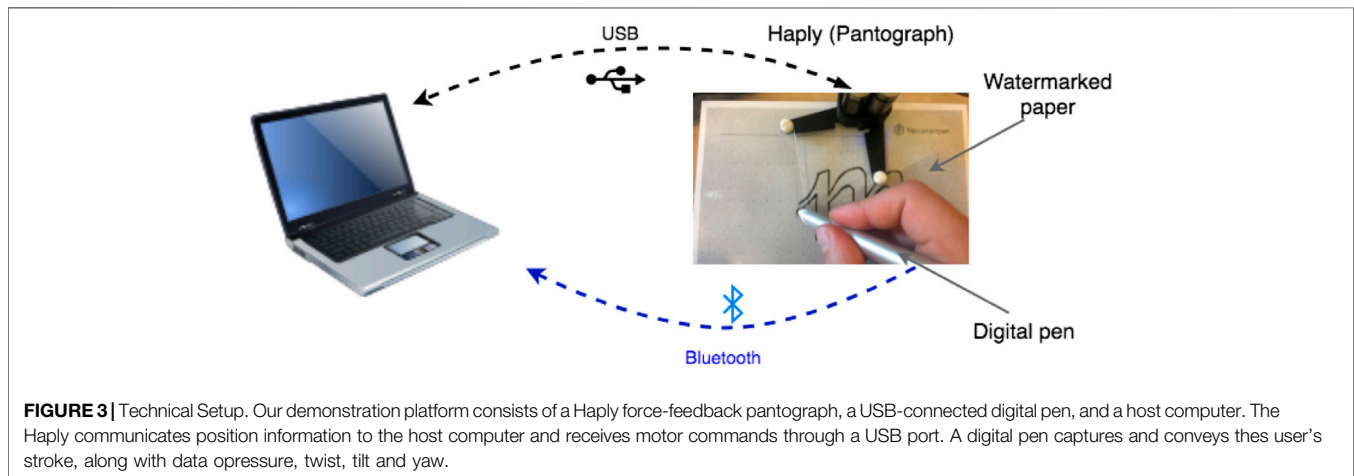 USB
Haply (Pantograph)
Watermarked
paper
Digital pen
Bluetooth
FIGURE 3 | Technical Setup. Our demonstration platform consists of a Haply force-feedback pantograph, a USB-connected digital pen, and a host computer. The
Haply communicates position information to the host computer and receives motor commands through a USB port. A digital pen captures and conveys thes user's
stroke, along with data opressure, twist, tilt and yaw.